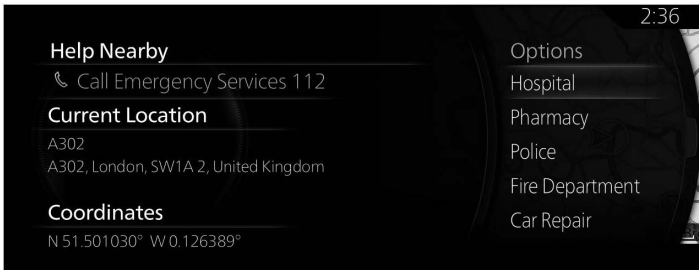 2:36
Help Nearby
Call Emergency Services 112
Current Location
A302
A302, London, SW1A 2, United Kingdom
Coordinates
N 51.501030° W 0.126389°
Options
Hospital
Pharmacy
Police
Fire Department
Car Repair